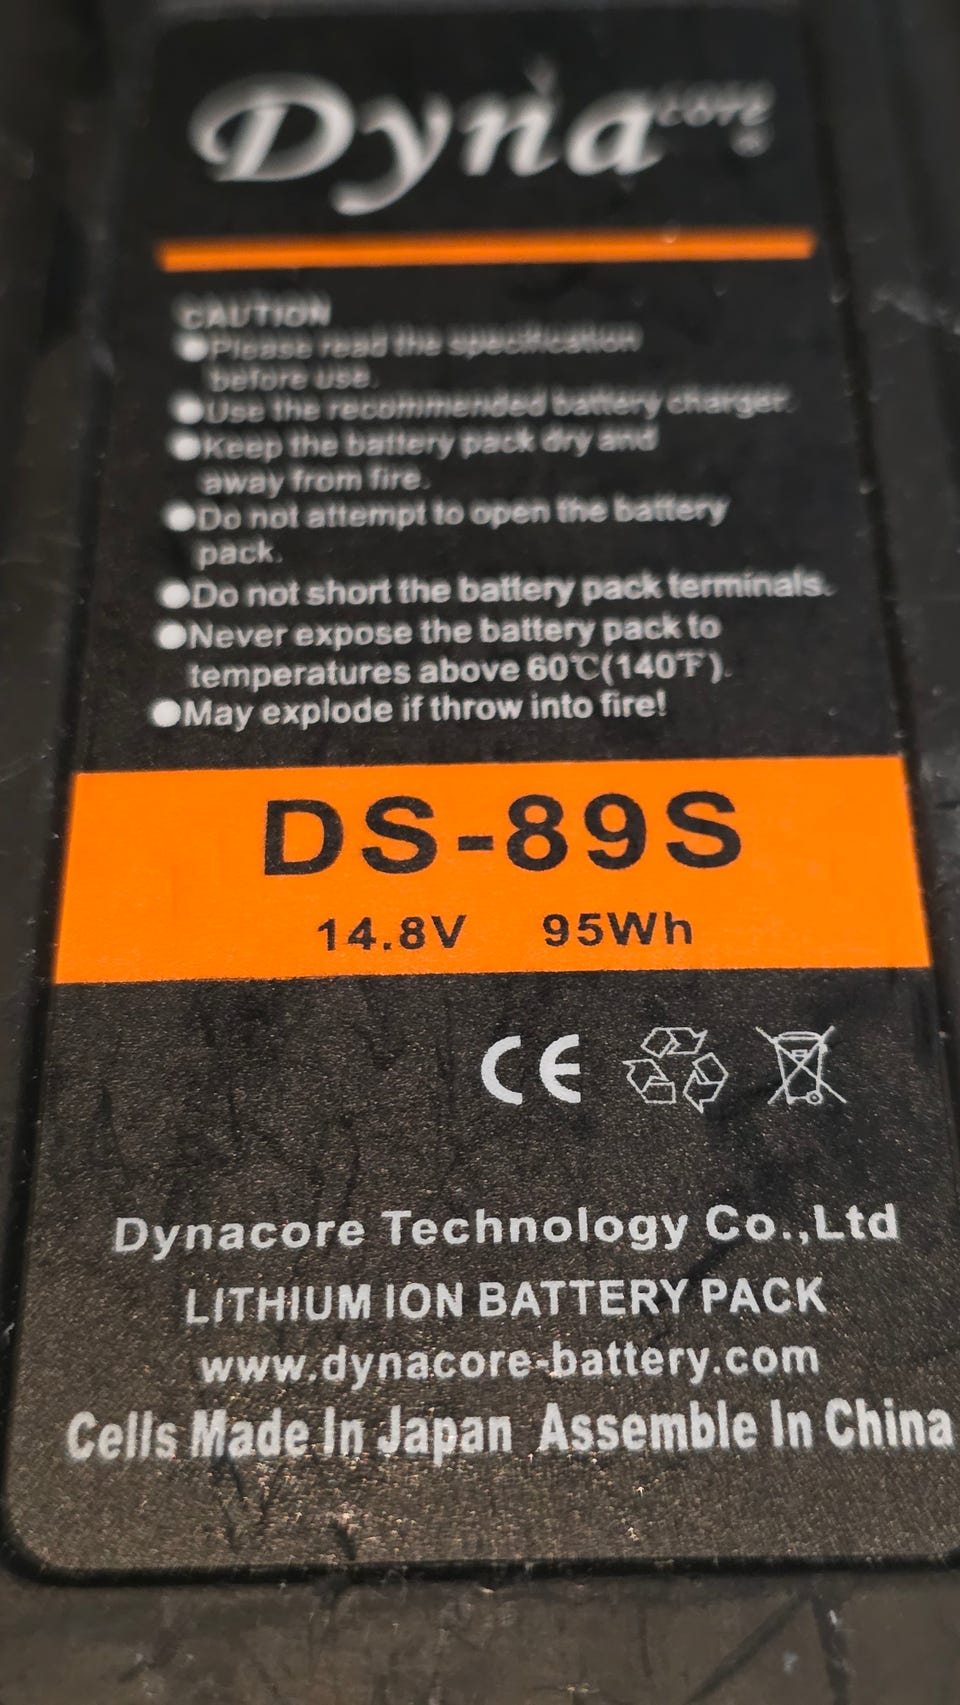 Dynacore®
CAUTION
●Please read the specification
before use.
●Use the recommended battery charger.
●Keep the battery pack dry and
away from fire.
●Do not attempt to open the battery
pack.
●Do not short the battery pack terminals.
●Never expose the battery pack to
temperatures above 60℃(140℉).
●May explode if throw into fire!
DS-89S
14.8V 95Wh
CE
Dynacore Technology Co.,Ltd
LITHIUM ION BATTERY PACK
www.dynacore-battery.com
Cells Made In Japan Assemble In China